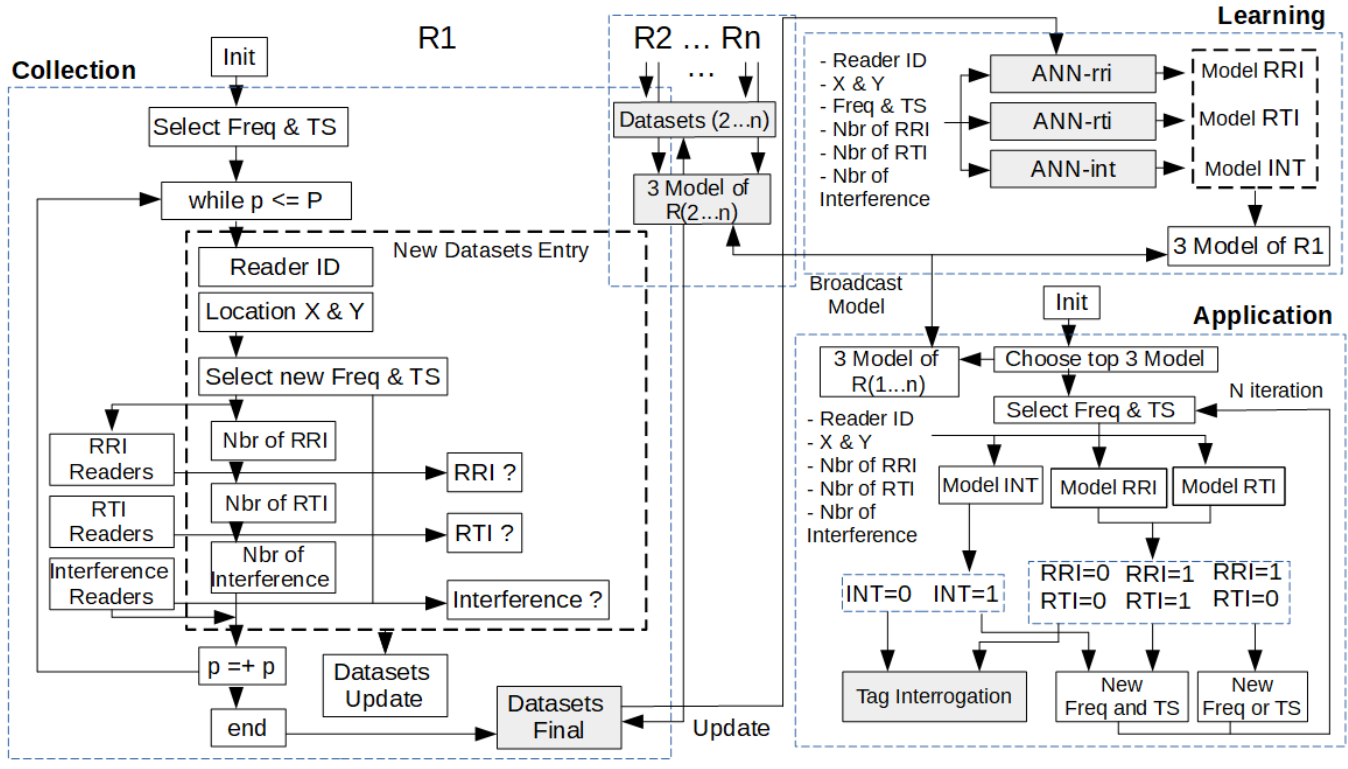 Collection
R1
Init
Select Freq & TS
while p <= P
New Datasets Entry
Reader ID
Location X & Y
Select new Freq & TS
RRI
Readers
Nbr of RRI
RRI ?
RTI
Readers
Nbr of RTI
RTI ?
Interference
Readers
Nbr of
Interference
Interference ?
p =+ p
Datasets
Update
end
Datasets
Final
Update
R2 ... Rn
...
Datasets (2...n)
3 Model of
R(2...n)
Learning
- Reader ID
- X & Y
- Freq & TS
- Nbr of RRI
- Nbr of RTI
- Nbr of
Interference
ANN-rri
ANN-rti
ANN-int
Model RRI
Model RTI
Model INT
3 Model of R1
Broadcast
Model
Init
Application
3 Model of
R(1...n)
Choose top 3 Model
Select Freq & TS
N iteration
- Reader ID
- X & Y
- Nbr of RRI
- Nbr of RTI
- Nbr of
Interference
Model INT
Model RRI
Model RTI
INT=0 INT=1
RRI=0 RRI=1 RRI=1
RTI=0 RTI=1 RTI=0
Tag Interrogation
New
Freq and TS
New
Freq or TS